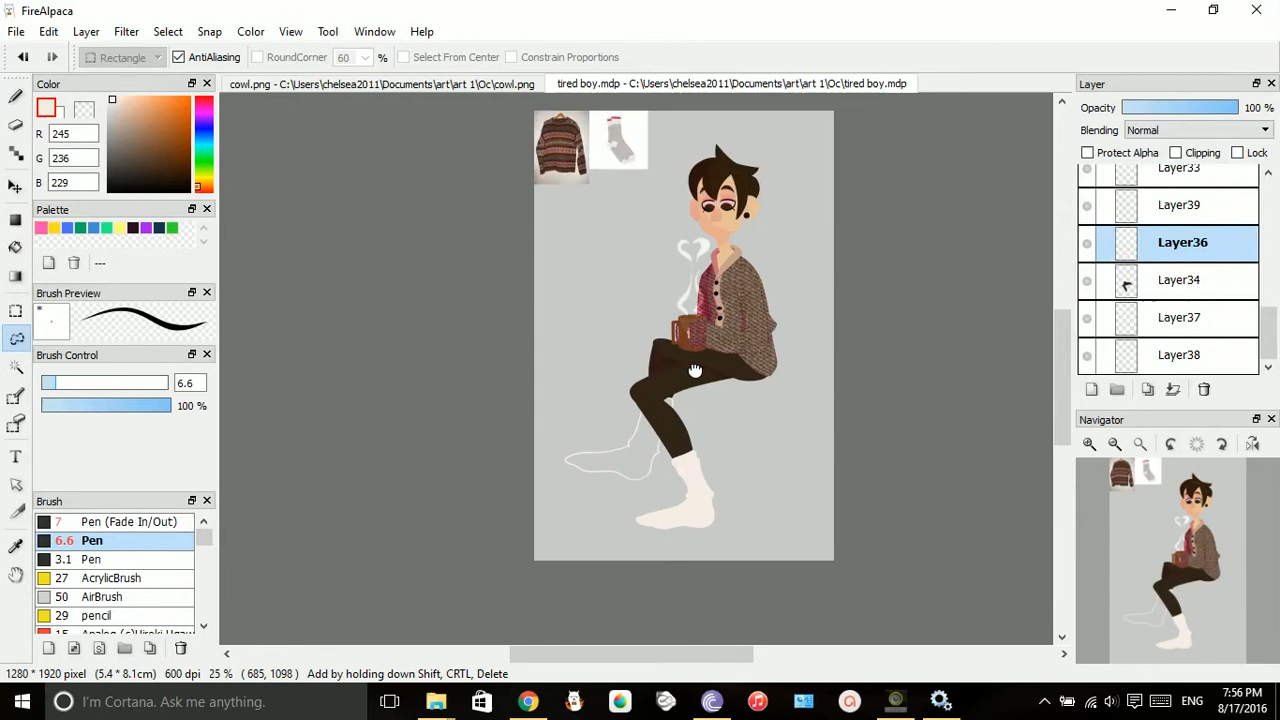 FireAlpaca
File Edit Layer Filter Select Snap Color View Tool Window Help
Rectangle AntiAliasing RoundCorner 60 % Select From Center Constrain Proportions
Color
R 245
G 236
B 229
Palette
---
Brush Preview
Brush Control
6.6
100 %
Brush
7 Pen (Fade In/Out)
6.6 Pen
3.1 Pen
27 AcrylicBrush
50 AirBrush
29 pencil
cowl.png - C:\Users\chelsea2011\Documents\art\art 1\Oc\cowl.png
tired boy.mdp - C:\Users\chelsea2011\Documents\art\art 1\Oc\tired boy.mdp
Layer
Opacity 100 %
Blending Normal
Protect Alpha Clipping Lock
Layer33
Layer39
Layer36
Layer34
Layer37
Layer38
Navigator
1280 * 1920 pixel (5.4 * 8.1cm) 600 dpi 25 % ( 685, 1098 ) Add by holding down Shift, CRTL, Delete
I'm Cortana. Ask me anything.
ENG
7:56 PM
8/17/2016